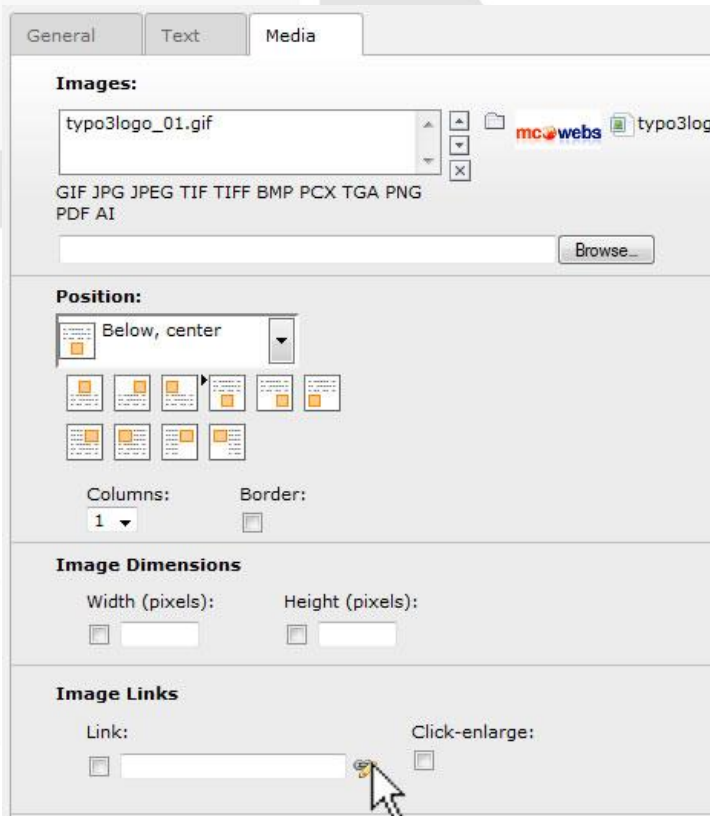 General Text Media
Images:
typo3logo_01.gif
mcwebs typo3log
GIF JPG JPEG TIF TIFF BMP PCX TGA PNG
PDF AI
Browse...
Position:
Below, center
Columns: Border:
1
Image Dimensions
Width (pixels): Height (pixels):
Image Links
Link: Click-enlarge: